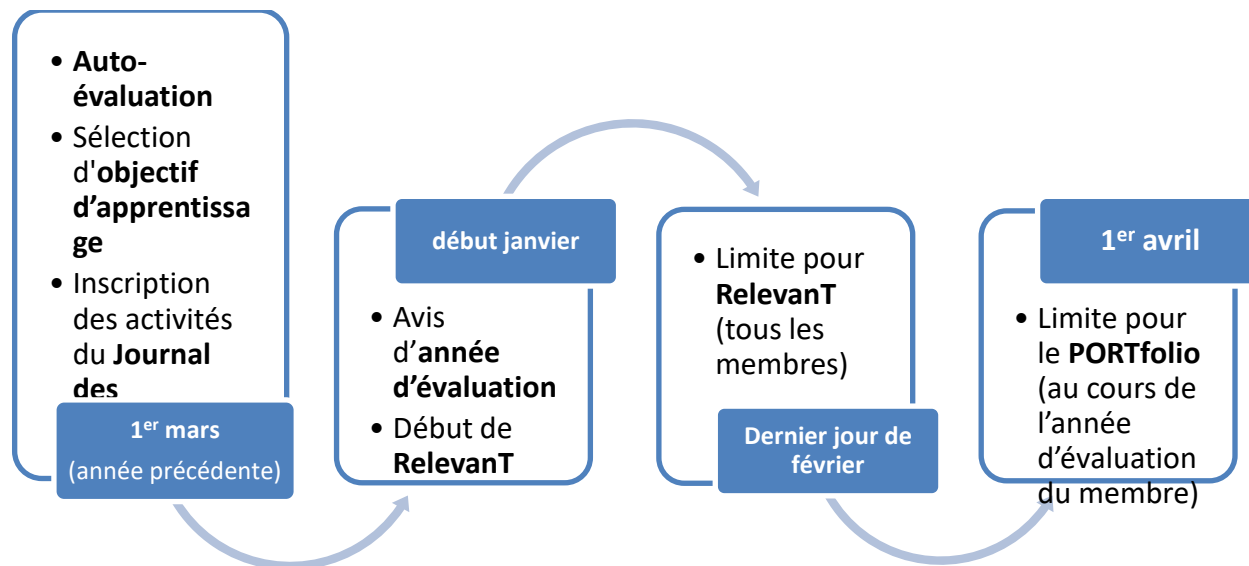 • Auto-
évaluation
• Sélection
d'objectif
d’apprentissa
ge
• Inscription
des activités
du Journal
des
1er mars
(année précédente)
début janvier
• Avis
d’année
d’évaluation
• Début de
RelevanT
• Limite pour
RelevanT
(tous les
membres)
Dernier jour de
février
1er avril
• Limite pour
le PORTfolio
(au cours de
l’année
d’évaluation
du membre)